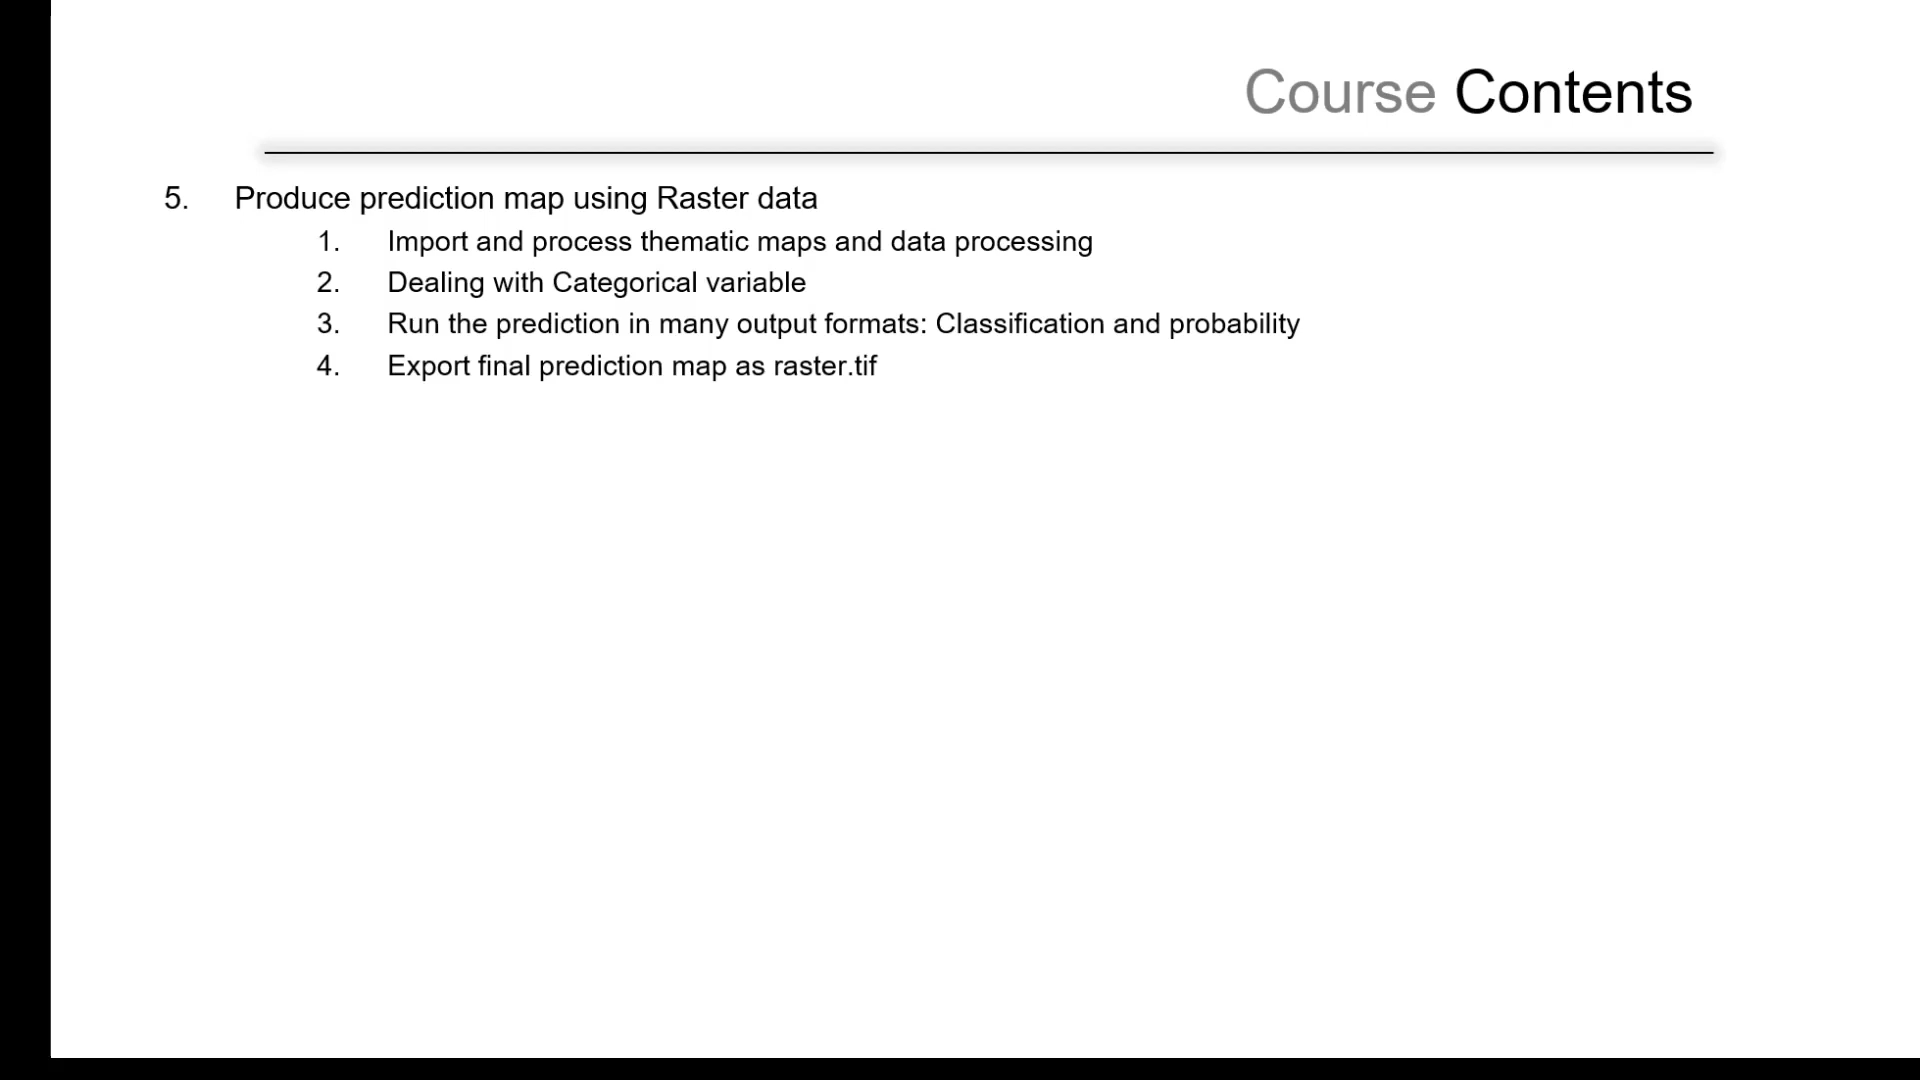 Course Contents
5. Produce prediction map using Raster data
1. Import and process thematic maps and data processing
2. Dealing with Categorical variable
3. Run the prediction in many output formats: Classification and probability
4. Export final prediction map as raster.tif